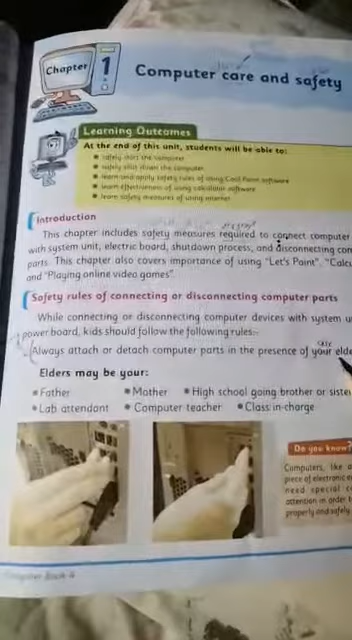 Chapter 1
Computer care and safety
Learning Outcomes
At the end of this unit, students will be able to:
safely start the computer
safely shut down the computer
learn and apply safety rules of using Cool Paint software
learn effectiveness of using calculator software
learn safety measures of using internet
Introduction
This chapter includes safety measures required to connect computer
with system unit, electric board, shutdown process, and disconnecting
parts. This chapter also covers importance of using "Let's Paint",
and "Playing online video games".
Safety rules of connecting or disconnecting computer parts
While connecting or disconnecting computer devices with system
power board, kids should follow the following rules:-
Always attach or detach computer parts in the presence of your
Elders may be your:
Father • Mother • High school going brother or
Lab attendant • Computer teacher • Class in-charge
Do you know?
Computers, like
piece of electronic
need special
attention in order
properly and safely
Book-4